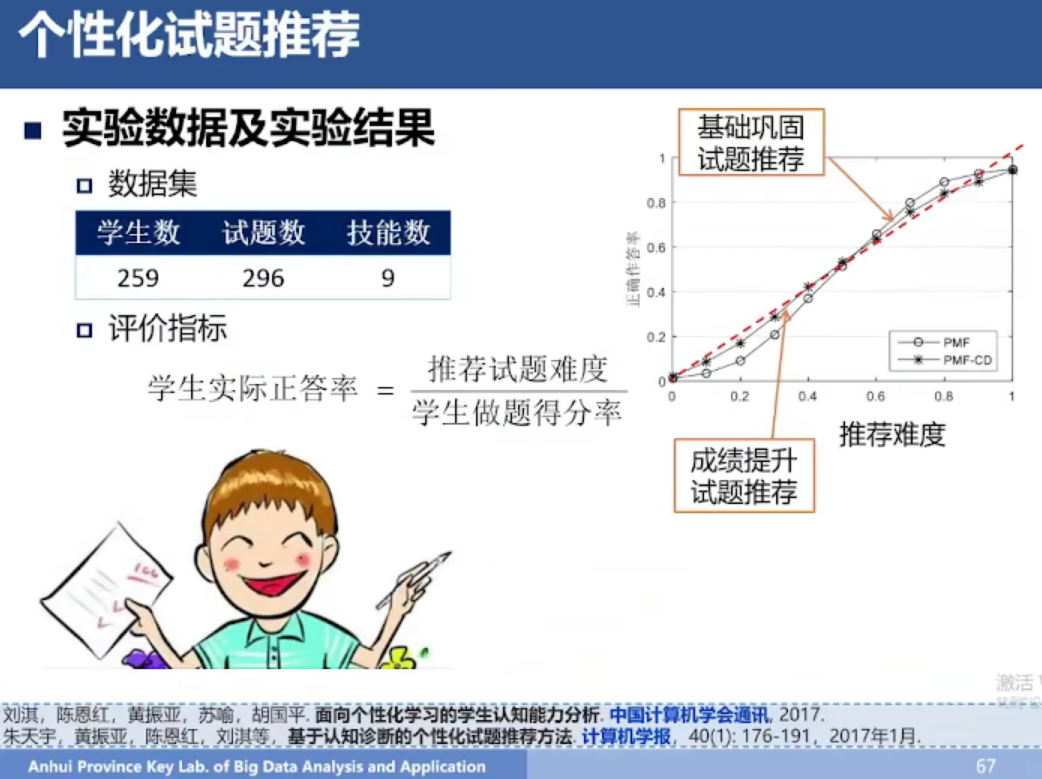 个性化试题推荐
实验数据及实验结果
数据集
学生数 试题数 技能数
259 296 9
评价指标
学生实际正答率 = 推荐试题难度
学生做题得分率
基础巩固
试题推荐
1
0.8
0.6
0.4
0.2
0
正确作答率
0 0.2 0.4 0.6 0.8 1
PMF
PMF-CD
推荐难度
成绩提升
试题推荐
100
激活
刘淇，陈恩红，黄振亚，苏喻，胡国平. 面向个性化学习的学生认知能力分析. 中国计算机学会通讯, 2017.
朱天宇，黄振亚，陈恩红，刘淇等，基于认知诊断的个性化试题推荐方法. 计算机学报，40(1): 176-191，2017年1月.
Anhui Province Key Lab. of Big Data Analysis and Application
67